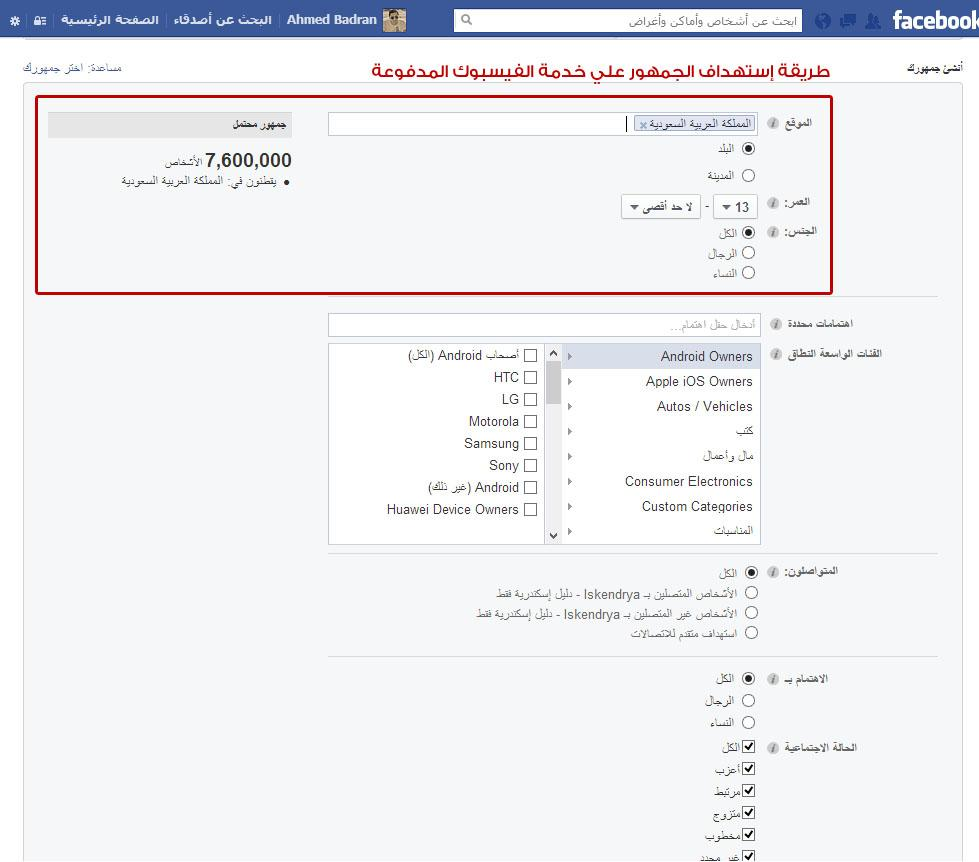 facebook
ابحث عن أشخاص وأماكن وأغراض
Ahmed Badran
البحث عن أصدقاء
الصفحة الرئيسية
أنشئ جمهورك
طريقة إستهداف الجمهور علي خدمة الفيسبوك المدفوعة
مساعدة: اختر جمهورك
الموقع
المملكة العربية السعودية ×
البلد
المدينة
العمر:
13 - لا حد أقصى
الجنس:
الكل
الرجال
النساء
جمهور محتمل
7,600,000 الأشخاص
• يقطنون في: المملكة العربية السعودية
اهتمامات محددة
أدخال حقل اهتمام...
الفئات الواسعة النطاق
Android Owners
Apple iOS Owners
Autos / Vehicles
كتب
مال وأعمال
Consumer Electronics
Custom Categories
المناسبات
أصحاب Android (الكل)
HTC
LG
Motorola
Samsung
Sony
Android (غير ذلك)
Huawei Device Owners
المتواصلون:
الكل
الأشخاص المتصلين بـ Iskendrya - دليل إسكندرية فقط
الأشخاص غير المتصلين بـ Iskendrya - دليل إسكندرية فقط
استهداف متقدم للاتصالات
الاهتمام بـ
الكل
الرجال
النساء
الحالة الاجتماعية
الكل
أعزب
مرتبط
متزوج
مخطوب
غير محدد